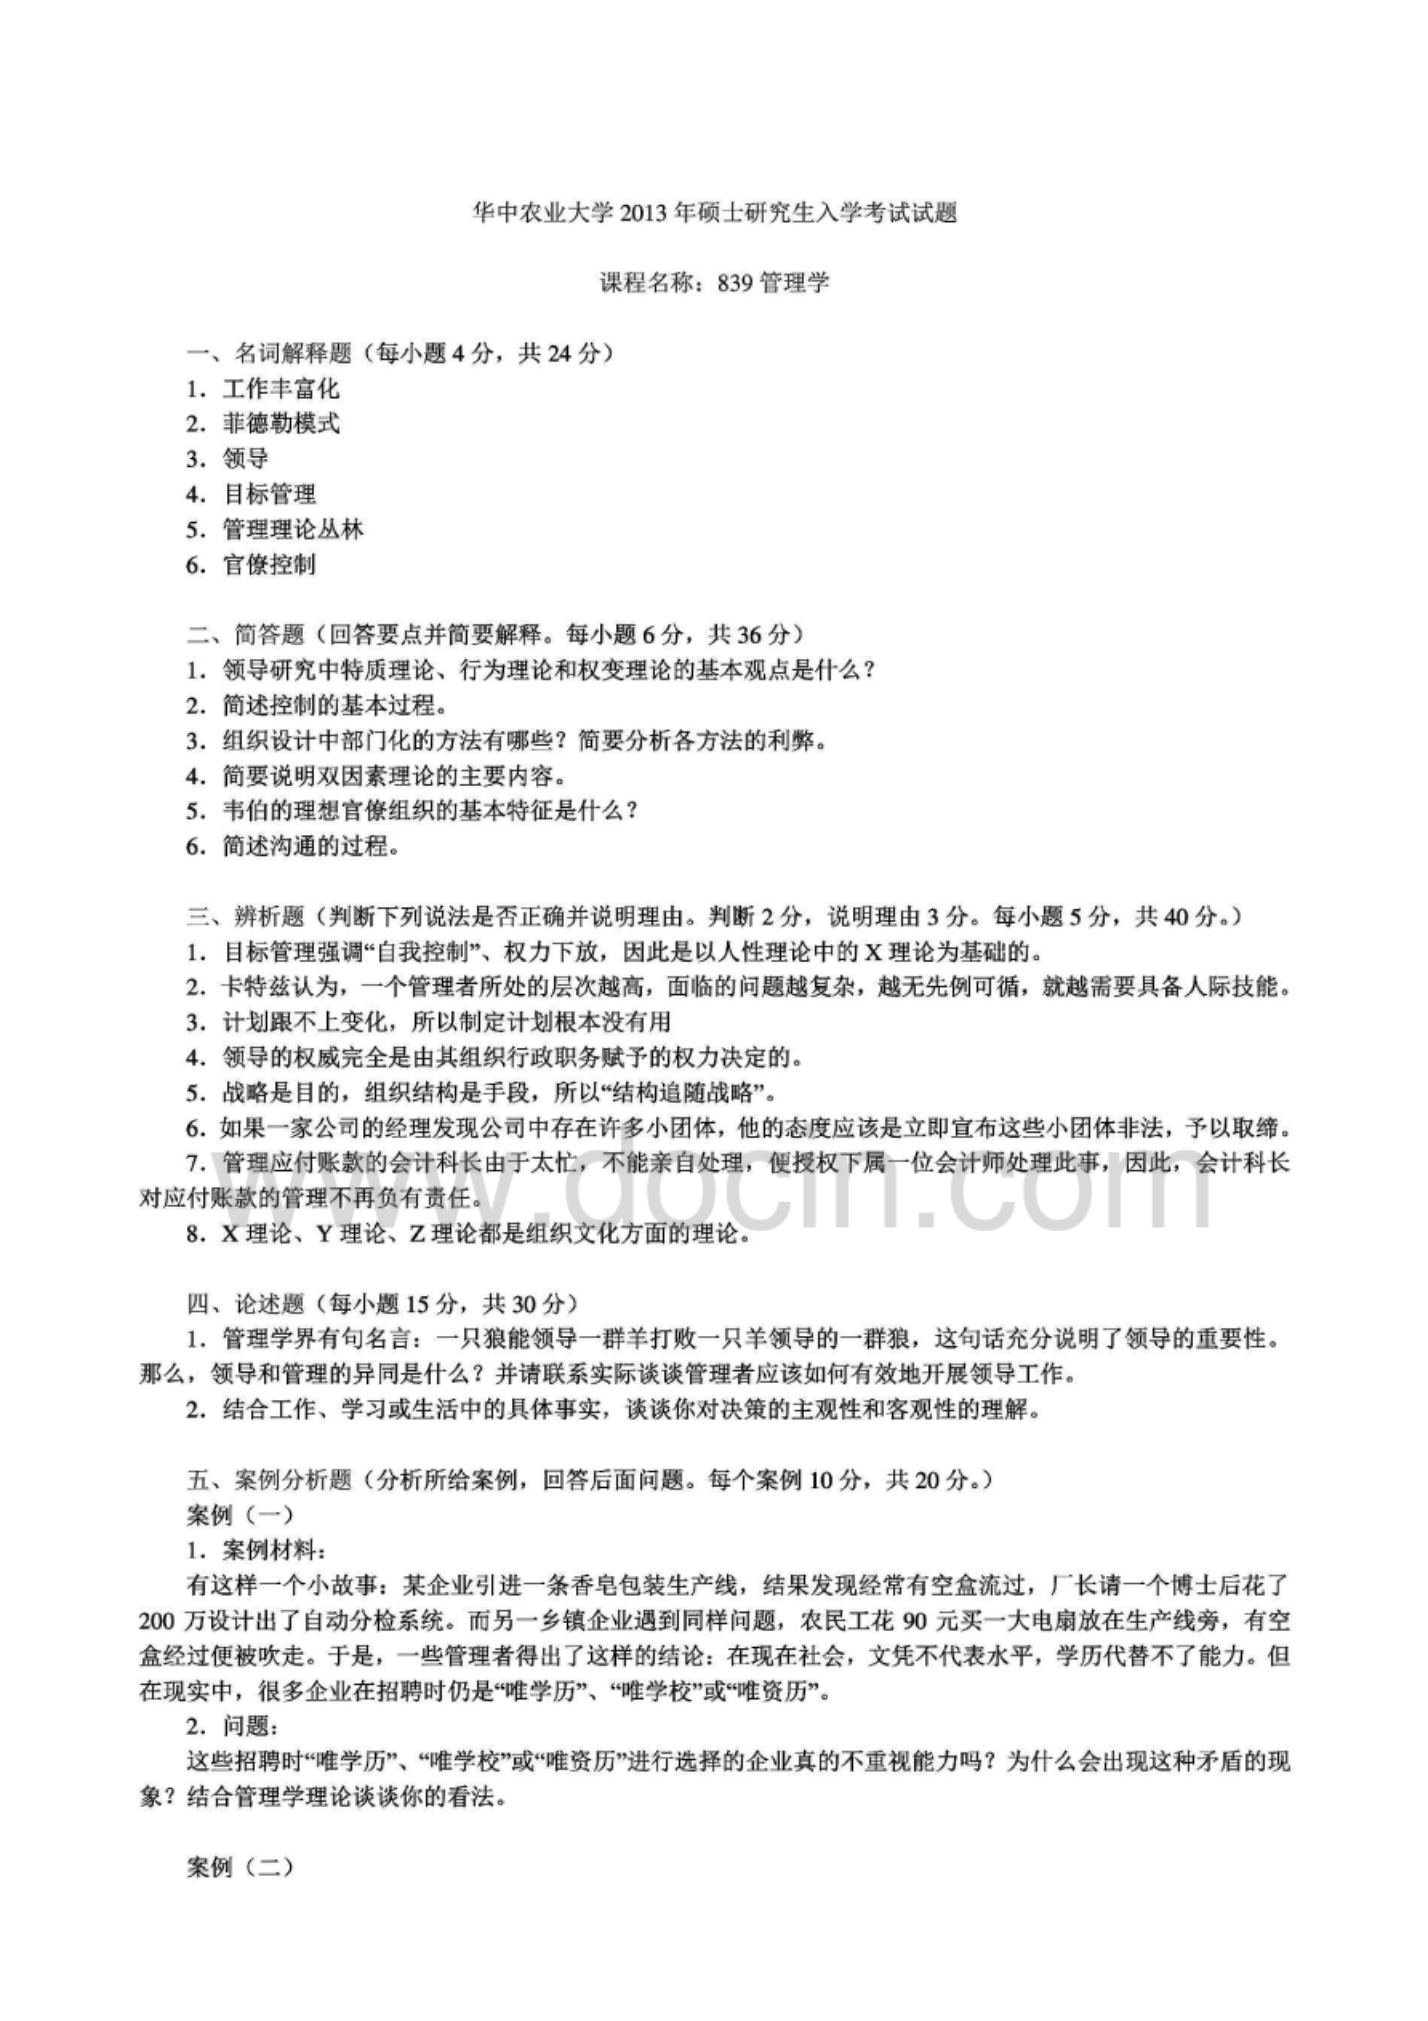 华中农业大学 2013 年硕士研究生入学考试试题
课程名称：839 管理学
一、名词解释题（每小题 4 分，共 24 分）
1．工作丰富化
2．菲德勒模式
3．领导
4．目标管理
5．管理理论丛林
6．官僚控制
二、简答题（回答要点并简要解释。每小题 6 分，共 36 分）
1．领导研究中特质理论、行为理论和权变理论的基本观点是什么？
2．简述控制的基本过程。
3．组织设计中部门化的方法有哪些？简要分析各方法的利弊。
4．简要说明双因素理论的主要内容。
5．韦伯的理想官僚组织的基本特征是什么？
6．简述沟通的过程。
三、辨析题（判断下列说法是否正确并说明理由。判断 2 分，说明理由 3 分。每小题 5 分，共 40 分。）
1．目标管理强调“自我控制”、权力下放，因此是以人性理论中的 X 理论为基础的。
2．卡特兹认为，一个管理者所处的层次越高，面临的问题越复杂，越无先例可循，就越需要具备人际技能。
3．计划跟不上变化，所以制定计划根本没有用
4．领导的权威完全是由其组织行政职务赋予的权力决定的。
5．战略是目的，组织结构是手段，所以“结构追随战略”。
6．如果一家公司的经理发现公司中存在许多小团体，他的态度应该是立即宣布这些小团体非法，予以取缔。
7．管理应付账款的会计科长由于太忙，不能亲自处理，便授权下属一位会计师处理此事，因此，会计科长
对应付账款的管理不再负有责任。
8．X 理论、Y 理论、Z 理论都是组织文化方面的理论。
www.docin.com
四、论述题（每小题 15 分，共 30 分）
1．管理学界有句名言：一只狼能领导一群羊打败一只羊领导的一群狼，这句话充分说明了领导的重要性。
那么，领导和管理的异同是什么？并请联系实际谈谈管理者应该如何有效地开展领导工作。
2．结合工作、学习或生活中的具体事实，谈谈你对决策的主观性和客观性的理解。
五、案例分析题（分析所给案例，回答后面问题。每个案例 10 分，共 20 分。）
案例（一）
1．案例材料：
有这样一个小故事：某企业引进一条香皂包装生产线，结果发现经常有空盒流过，厂长请一个博士后花了
200 万设计出了自动分检系统。而另一乡镇企业遇到同样问题，农民工花 90 元买一大电扇放在生产线旁，有空
盒经过便被吹走。于是，一些管理者得出了这样的结论：在现在社会，文凭不代表水平，学历代替不了能力。但
在现实中，很多企业在招聘时仍是“唯学历”、“唯学校”或“唯资历”。
2．问题：
这些招聘时“唯学历”、“唯学校”或“唯资历”进行选择的企业真的不重视能力吗？为什么会出现这种矛盾的现
象？结合管理学理论谈谈你的看法。
案例（二）